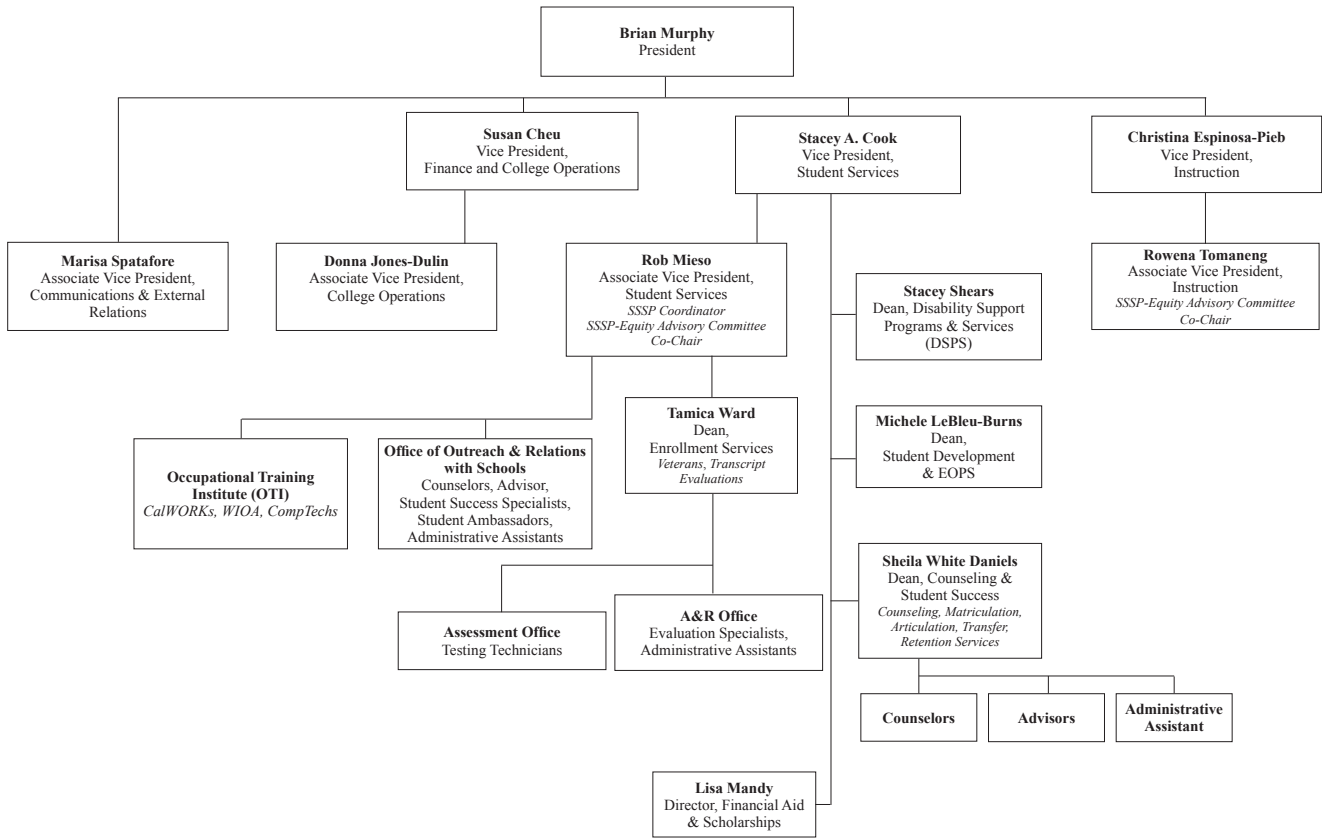 Brian Murphy
President
Susan Cheu
Vice President,
Finance and College Operations
Stacey A. Cook
Vice President,
Student Services
Christina Espinosa-Pieb
Vice President,
Instruction
Marisa Spatafore
Associate Vice President,
Communications & External
Relations
Donna Jones-Dulin
Associate Vice President,
College Operations
Rob Mieso
Associate Vice President,
Student Services
SSSP Coordinator
SSSP-Equity Advisory Committee
Co-Chair
Rowena Tomaneng
Associate Vice President,
Instruction
SSSP-Equity Advisory Committee
Co-Chair
Stacey Shears
Dean, Disability Support
Programs & Services
(DSPS)
Tamica Ward
Dean,
Enrollment Services
Veterans, Transcript
Evaluations
Michele LeBleu-Burns
Dean,
Student Development
& EOPS
Occupational Training
Institute (OTI)
CalWORKs, WIOA, CompTechs
Office of Outreach & Relations
with Schools
Counselors, Advisor,
Student Success Specialists,
Student Ambassadors,
Administrative Assistants
Sheila White Daniels
Dean, Counseling &
Student Success
Counseling, Matriculation,
Articulation, Transfer,
Retention Services
Assessment Office
Testing Technicians
A&R Office
Evaluation Specialists,
Administrative Assistants
Counselors
Advisors
Administrative
Assistant
Lisa Mandy
Director, Financial Aid
& Scholarships